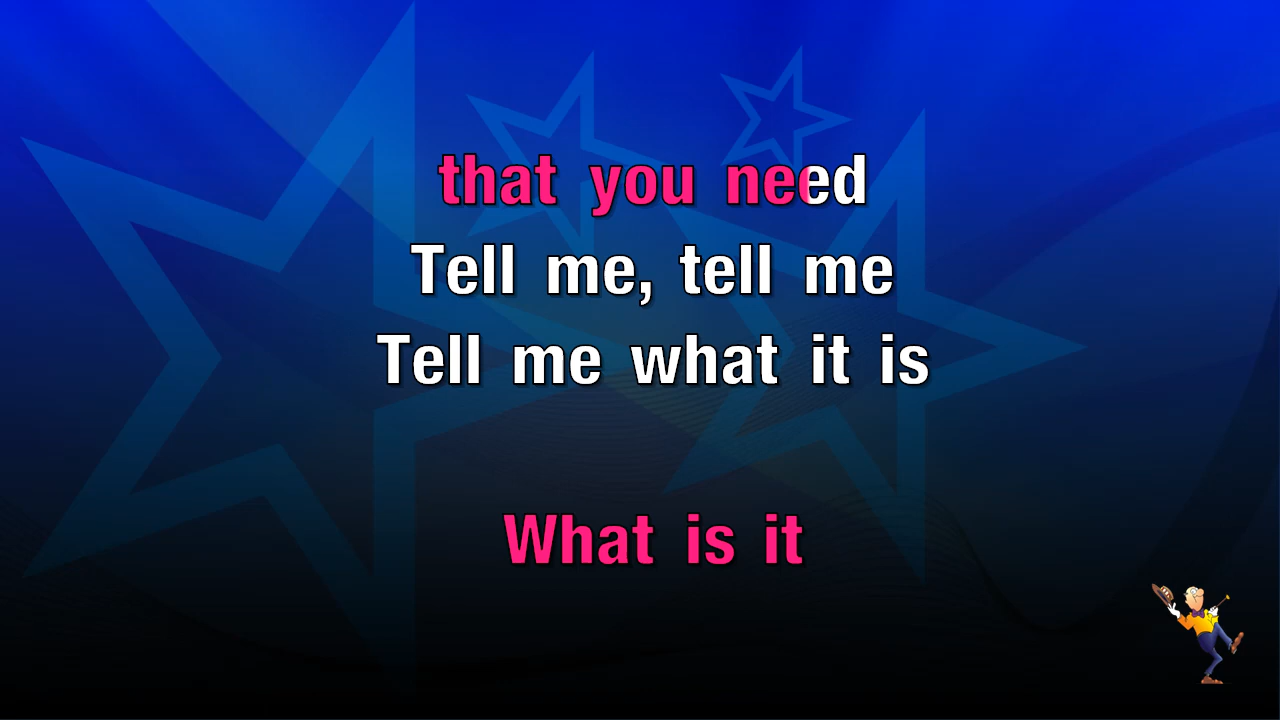 that you need
Tell me, tell me
Tell me what it is
What is it